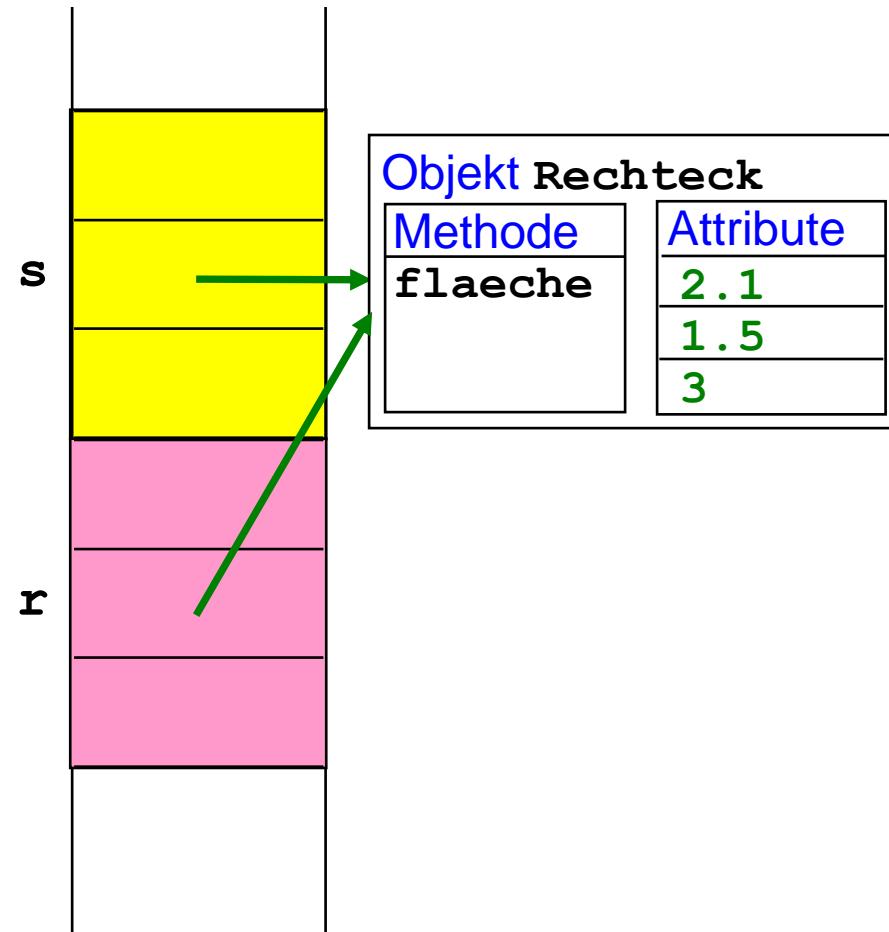 Objekt Rechteck
Methode
flaeche
Attribute
2.1
1.5
3
s
r